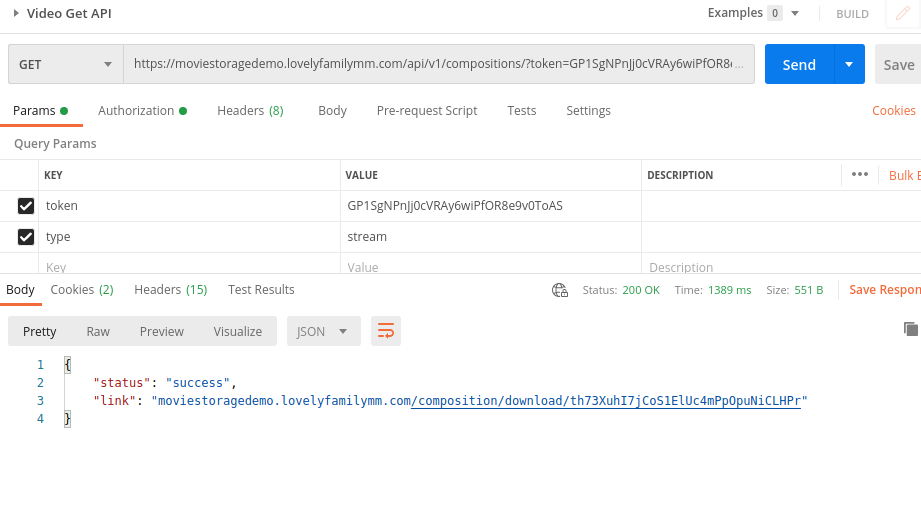 Video Get API
Examples 0
BUILD
GET
https://moviestoragedemo.lovelyfamilymm.com/api/v1/compositions/?token=GP1SgNPnJj0cVRAy6wiPfOR8‹...
Send
Save
Params
Authorization
Headers (8)
Body
Pre-request Script
Tests
Settings
Cookies
Query Params
KEY VALUE DESCRIPTION ••• Bulk E
token GP1SgNPnJj0cVRAy6wiPfOR8e9v0ToAS
type stream
Key Value Description
Body Cookies (2) Headers (15) Test Results Status: 200 OK Time: 1389 ms Size: 551 B Save Respon
Pretty Raw Preview Visualize JSON
1 {
2 "status": "success",
3 "link": "moviestoragedemo.lovelyfamilymm.com/composition/download/th73XuhI7jCoS1ElUc4mPpOpuNiCLHPr"
4 }